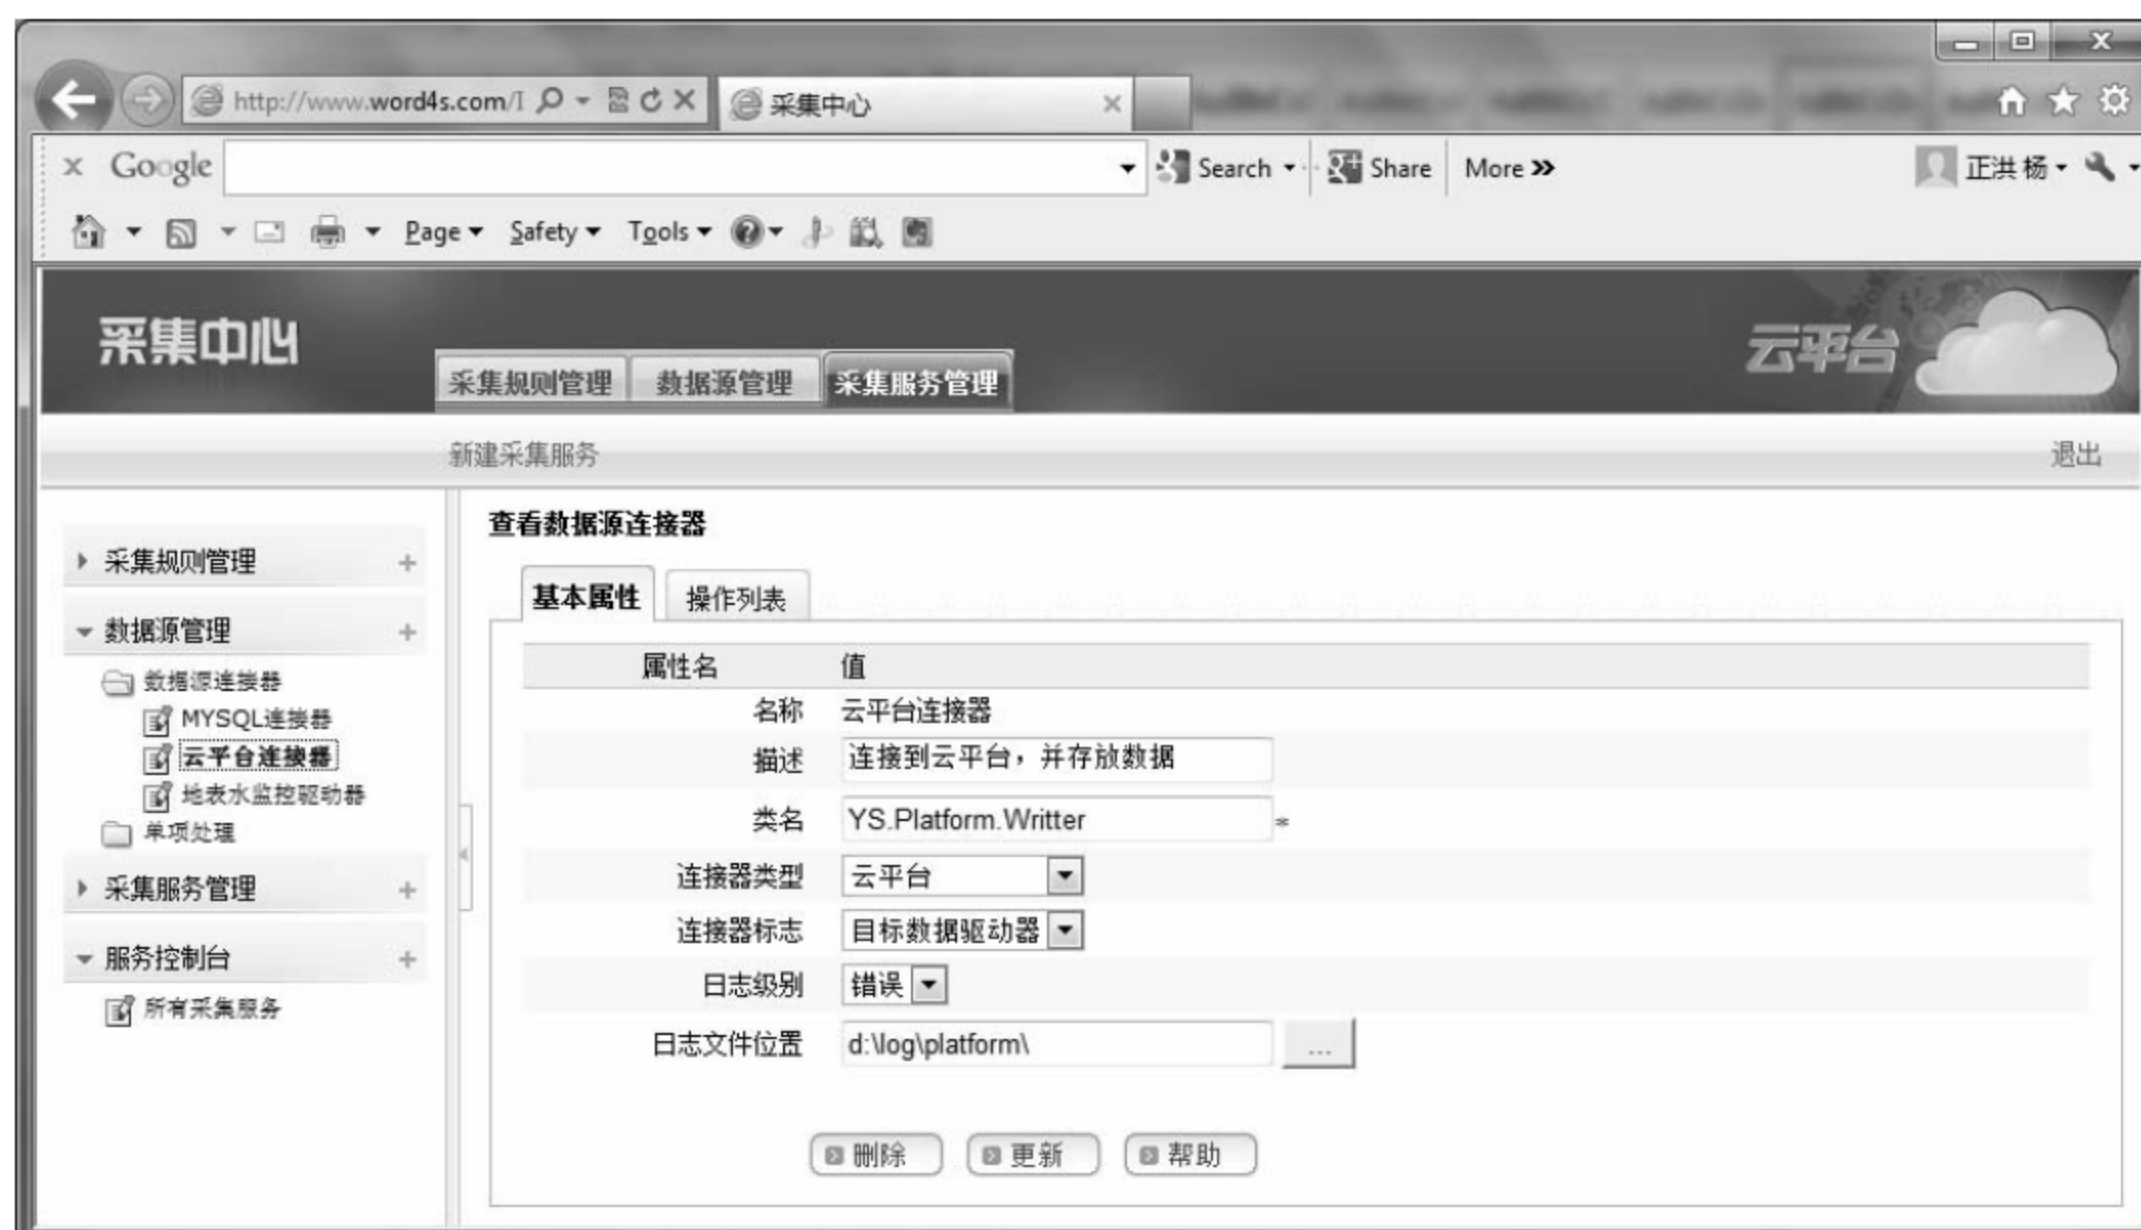 http://www.word4s.com/I
采集中心
Google
Search
Share
More
正洪 杨
Page
Safety
Tools
采集中心
云平台
采集规则管理
数据源管理
采集服务管理
新建采集服务
退出
采集规则管理
数据源管理
数据源连接器
MYSQL连接器
云平台连接器
地表水监控驱动器
单项处理
采集服务管理
服务控制台
所有采集服务
查看数据源连接器
基本属性
操作列表
属性名 值
名称 云平台连接器
描述 连接到云平台，并存放数据
类名 YS.Platform.Writter *
连接器类型 云平台
连接器标志 目标数据驱动器
日志级别 错误
日志文件位置 d:\log\platform\ ...
删除 更新 帮助